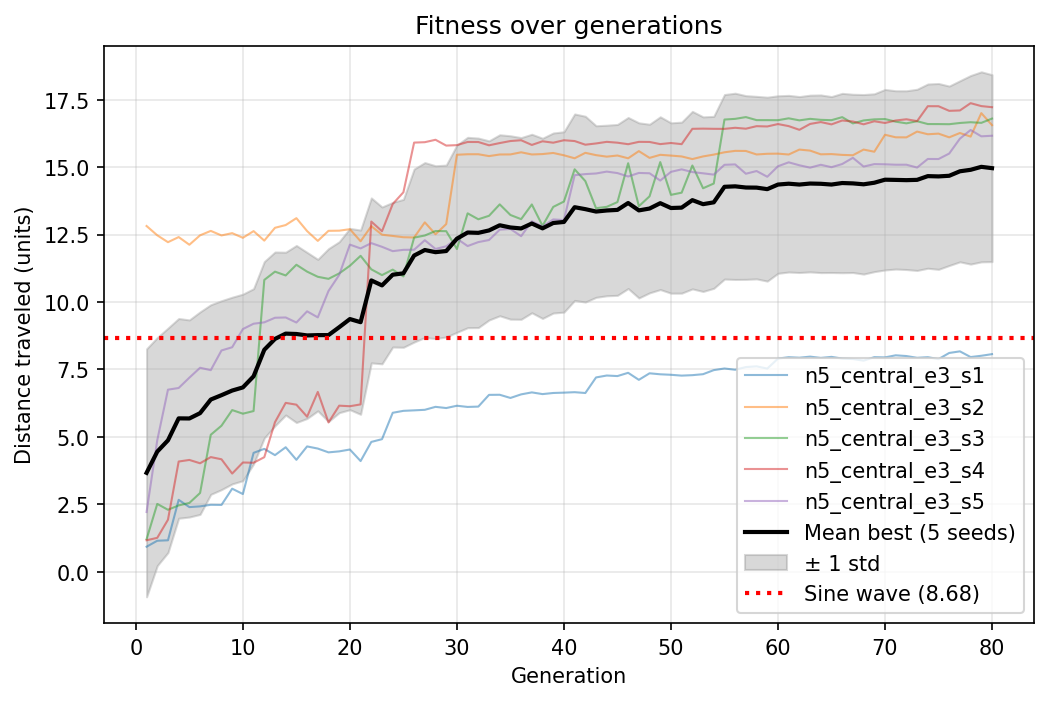 Fitness over generations
Distance traveled (units)
17.5
15.0
12.5
10.0
7.5
5.0
2.5
0.0
n5_central_e3_s1
n5_central_e3_s2
n5_central_e3_s3
n5_central_e3_s4
n5_central_e3_s5
Mean best (5 seeds)
± 1 std
Sine wave (8.68)
0 10 20 30 40 50 60 70 80
Generation